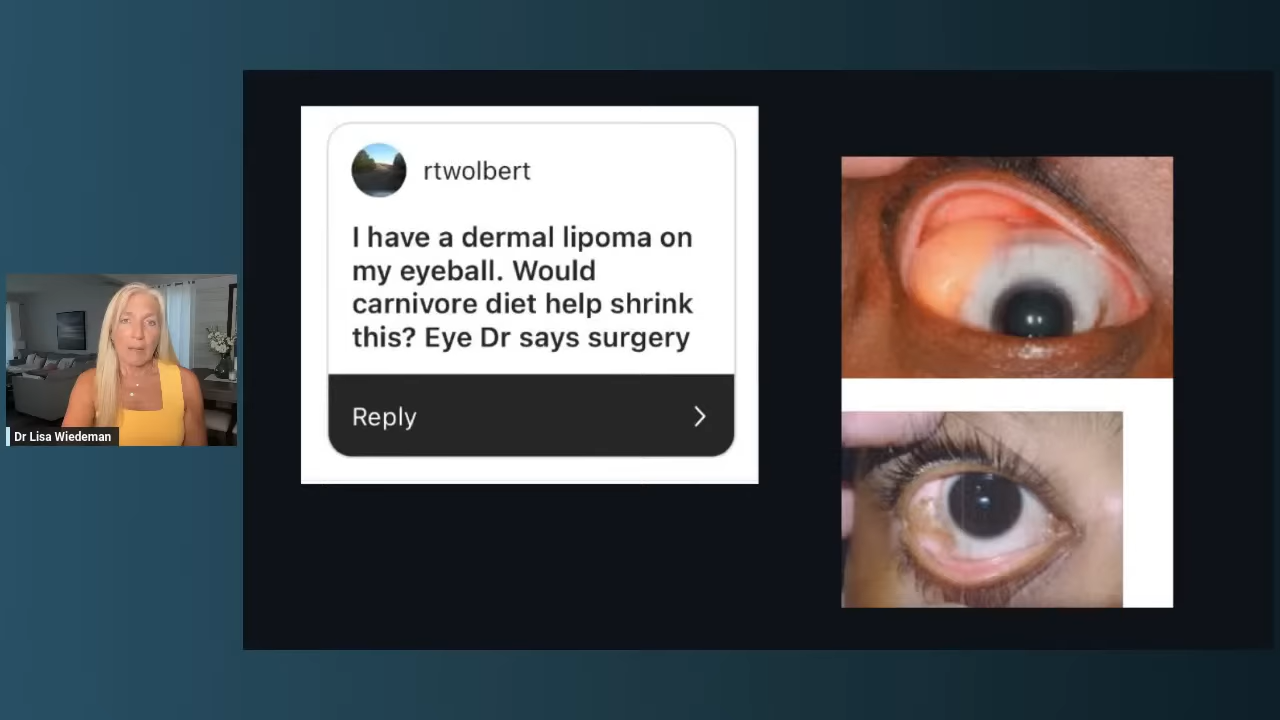 rtwolbert
I have a dermal lipoma on
my eyeball. Would
carnivore diet help shrink
this? Eye Dr says surgery
Reply
Dr Lisa Wiedeman